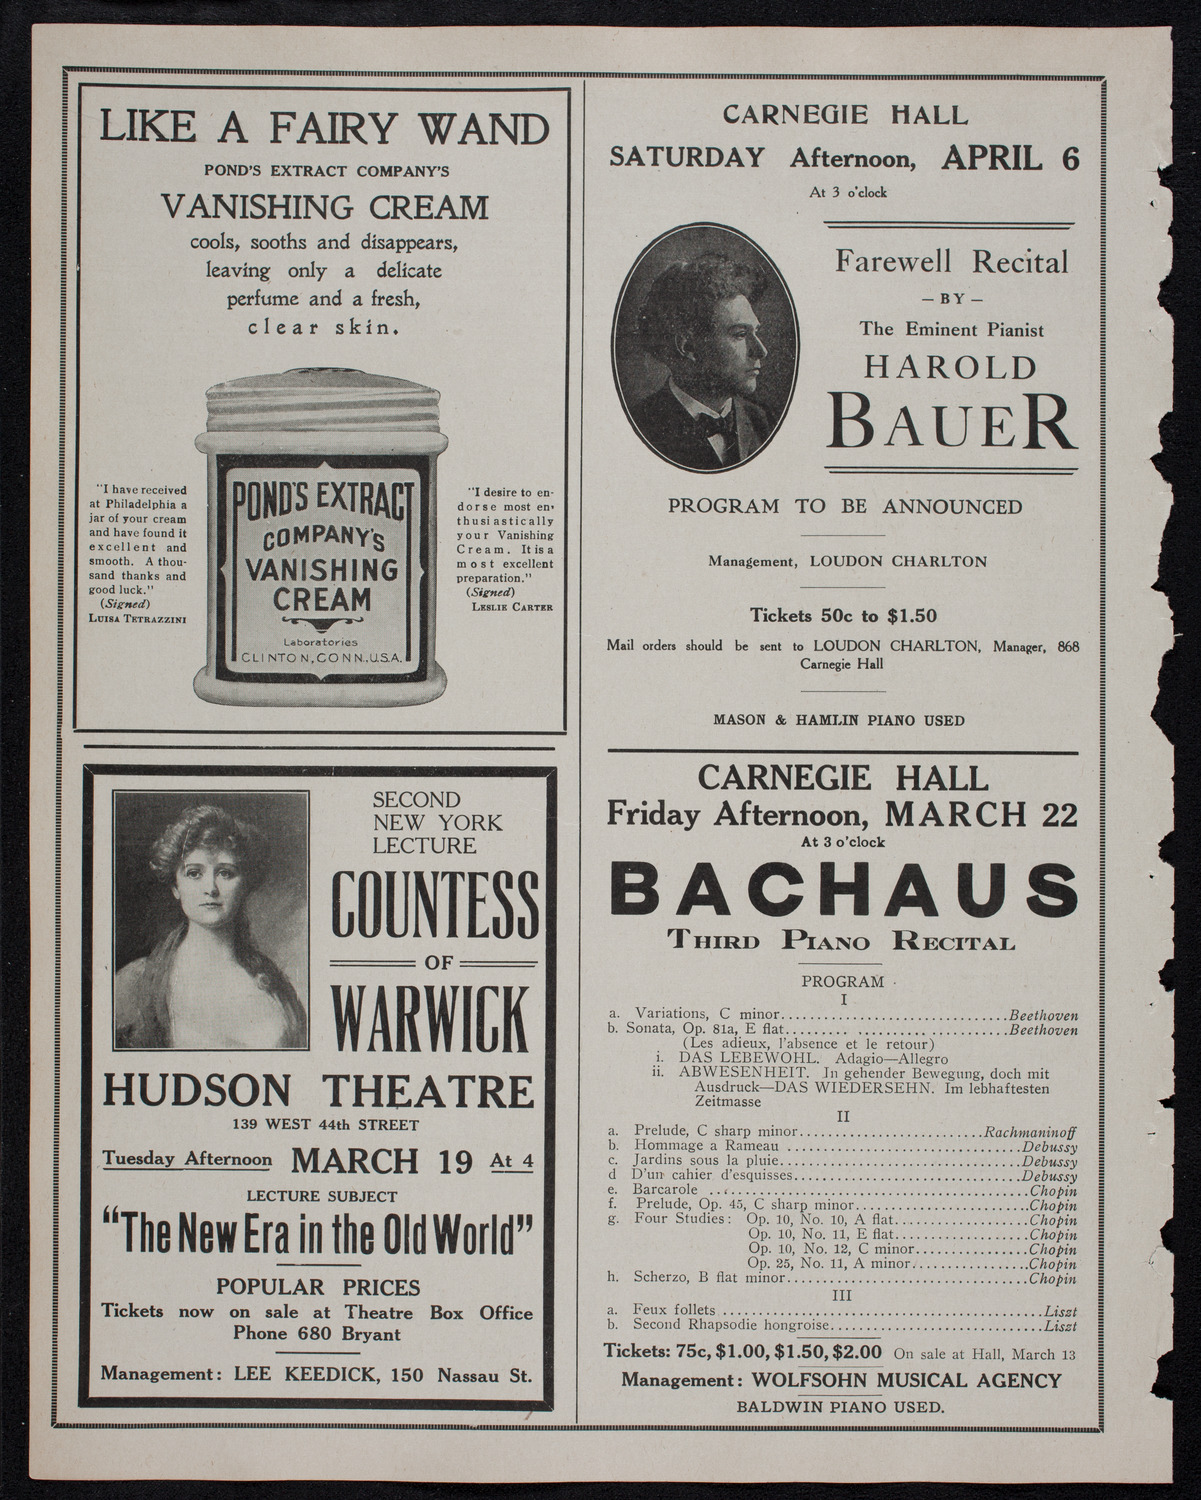 LIKE A FAIRY WAND
POND'S EXTRACT COMPANY'S
VANISHING CREAM
cools, sooths and disappears,
leaving only a delicate
perfume and a fresh,
clear skin.
"I have received
at Philadelphia a
jar of your cream
and have found it
excellent and
smooth. A thou-
sand thanks and
good luck."
(Signed)
LUISA TETRAZZINI
POND'S EXTRACT
COMPANY'S
VANISHING
CREAM
Laboratories
CLINTON, CONN., U.S.A.
"I desire to en-
dorse most en-
thusiastically
your Vanishing
Cream. It is a
most excellent
preparation."
(Signed)
LESLIE CARTER
SECOND
NEW YORK
LECTURE
COUNTESS
OF
WARWICK
HUDSON THEATRE
139 WEST 44th STREET
Tuesday Afternoon MARCH 19 At 4
LECTURE SUBJECT
"The New Era in the Old World"
POPULAR PRICES
Tickets now on sale at Theatre Box Office
Phone 680 Bryant
Management: LEE KEEDICK, 150 Nassau St.
CARNEGIE HALL
SATURDAY Afternoon, APRIL 6
At 3 o'clock
Farewell Recital
– BY –
The Eminent Pianist
HAROLD
BAUER
PROGRAM TO BE ANNOUNCED
Management, LOUDON CHARLTON
Tickets 50c to $1.50
Mail orders should be sent to LOUDON CHARLTON, Manager, 868
Carnegie Hall
MASON & HAMLIN PIANO USED
CARNEGIE HALL
Friday Afternoon, MARCH 22
At 3 o'clock
BACHAUS
THIRD PIANO RECITAL
PROGRAM
I
a. Variations, C minor..............................Beethoven
b. Sonata, Op. 81a, E flat..............................Beethoven
(Les adieux, l'absence et le retour)
i. DAS LEBEWOHL. Adagio—Allegro
ii. ABWESENHEIT. In gehender Bewegung, doch mit
Ausdruck—DAS WIEDERSEHN. Im lebhaftesten
Zeitmasse
II
a. Prelude, C sharp minor........................Rachmaninoff
b. Hommage a Rameau ..............................Debussy
c. Jardins sous la pluie..............................Debussy
d D'un cahier d'esquisses..............................Debussy
e. Barcarole ..............................Chopin
f. Prelude, Op. 45, C sharp minor........................Chopin
g. Four Studies: Op. 10, No. 10, A flat..................Chopin
Op. 10, No. 11, E flat..................Chopin
Op. 10, No. 12, C minor...............Chopin
Op. 25, No. 11, A minor...............Chopin
h. Scherzo, B flat minor..............................Chopin
III
a. Feux follets ..............................Liszt
b. Second Rhapsodie hongroise..............................Liszt
Tickets: 75c, $1.00, $1.50, $2.00 On sale at Hall, March 13
Management: WOLFSOHN MUSICAL AGENCY
BALDWIN PIANO USED.